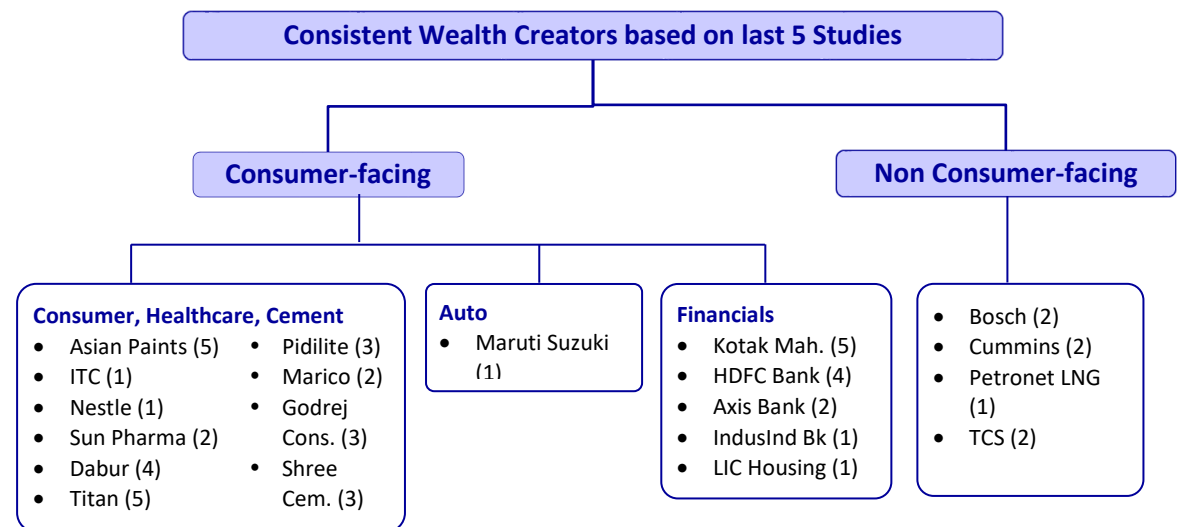 Consistent Wealth Creators based on last 5 Studies
Consumer-facing
Non Consumer-facing
Consumer, Healthcare, Cement
• Asian Paints (5)
• ITC (1)
• Nestle (1)
• Sun Pharma (2)
• Dabur (4)
• Titan (5)
• Pidilite (3)
• Marico (2)
• Godrej
Cons. (3)
• Shree
Cem. (3)
Auto
• Maruti Suzuki
(1)
Financials
• Kotak Mah. (5)
• HDFC Bank (4)
• Axis Bank (2)
• IndusInd Bk (1)
• LIC Housing (1)
• Bosch (2)
• Cummins (2)
• Petronet LNG
(1)
• TCS (2)